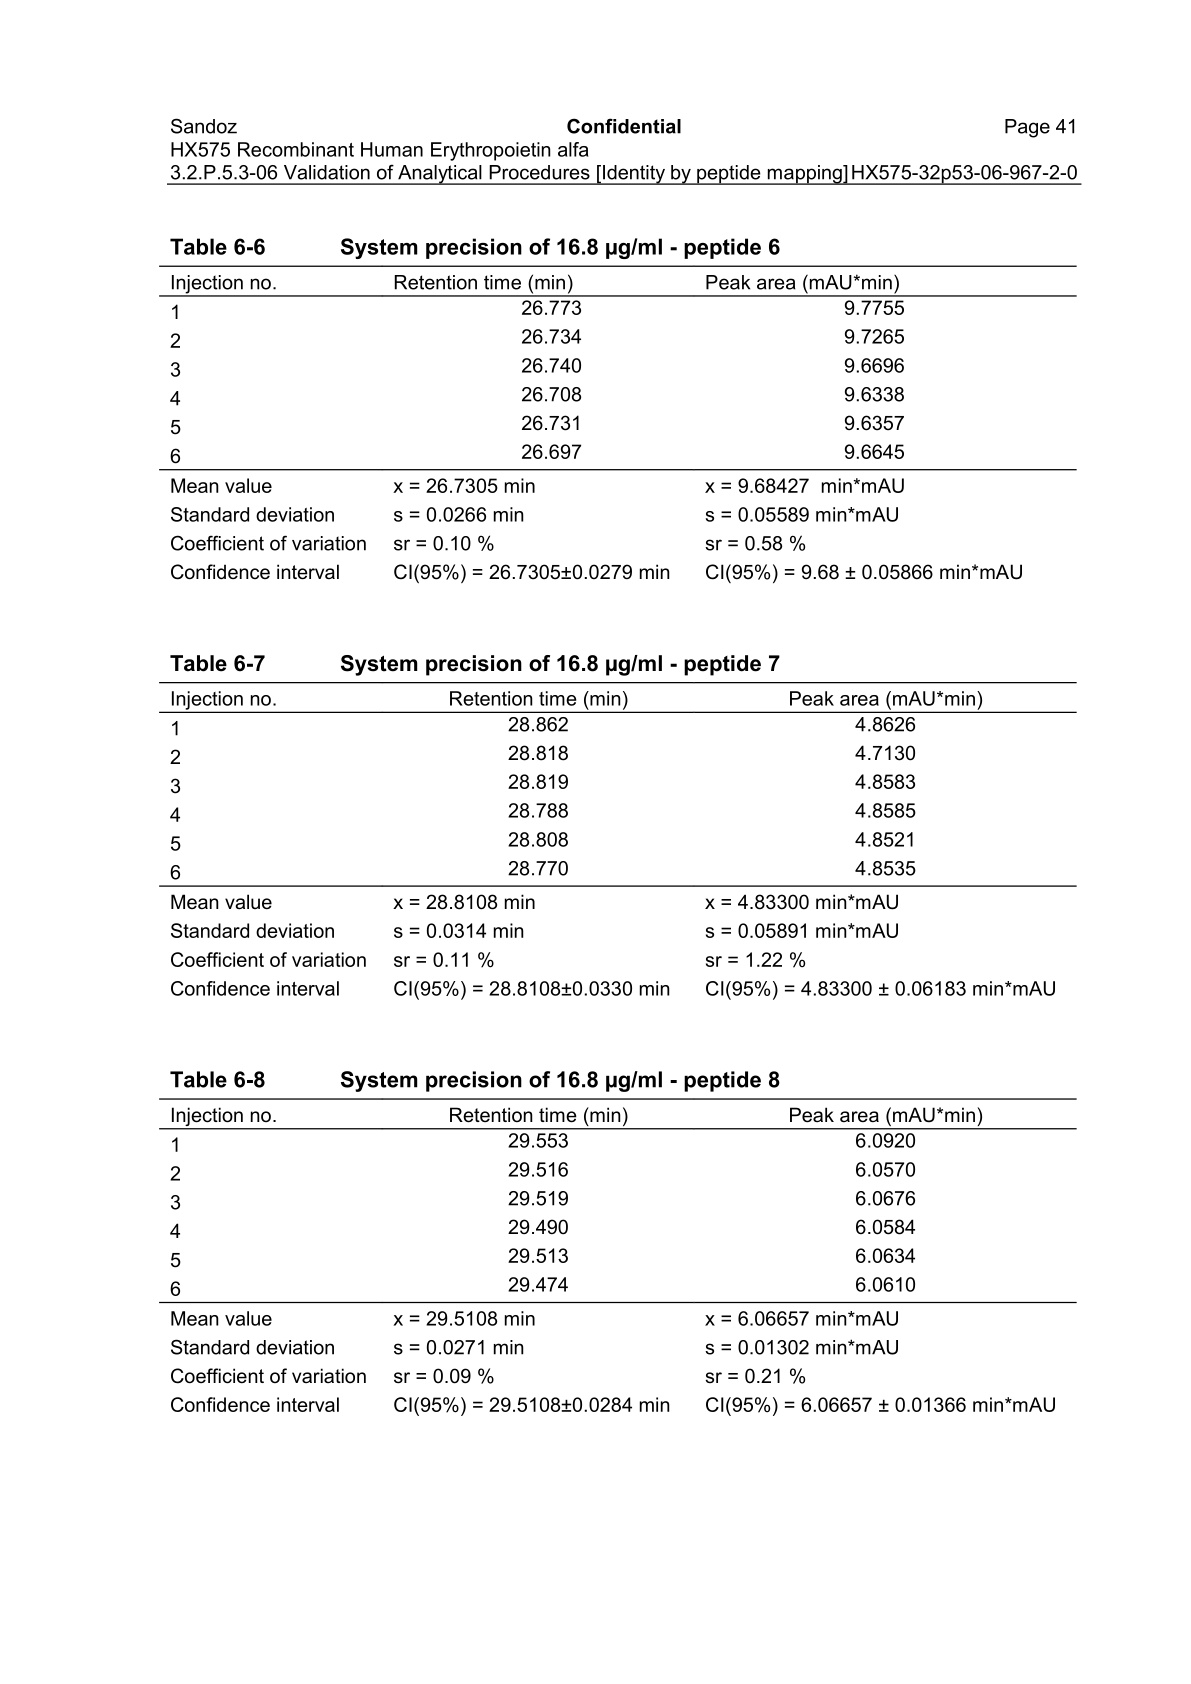 Sandoz Confidential Page 41
HX575 Recombinant Human Erythropoietin alfa
3.2.P.5.3-06 Validation of Analytical Procedures [Identity by peptide mapping] HX575-32p53-06-967-2-0
Table 6-6 System precision of 16.8 µg/ml - peptide 6
Injection no. Retention time (min) Peak area (mAU*min)
1 26.773 9.7755
2 26.734 9.7265
3 26.740 9.6696
4 26.708 9.6338
5 26.731 9.6357
6 26.697 9.6645
Mean value x = 26.7305 min x = 9.68427 min*mAU
Standard deviation s = 0.0266 min s = 0.05589 min*mAU
Coefficient of variation sr = 0.10 % sr = 0.58 %
Confidence interval CI(95%) = 26.7305±0.0279 min CI(95%) = 9.68 ± 0.05866 min*mAU
Table 6-7 System precision of 16.8 µg/ml - peptide 7
Injection no. Retention time (min) Peak area (mAU*min)
1 28.862 4.8626
2 28.818 4.7130
3 28.819 4.8583
4 28.788 4.8585
5 28.808 4.8521
6 28.770 4.8535
Mean value x = 28.8108 min x = 4.83300 min*mAU
Standard deviation s = 0.0314 min s = 0.05891 min*mAU
Coefficient of variation sr = 0.11 % sr = 1.22 %
Confidence interval CI(95%) = 28.8108±0.0330 min CI(95%) = 4.83300 ± 0.06183 min*mAU
Table 6-8 System precision of 16.8 µg/ml - peptide 8
Injection no. Retention time (min) Peak area (mAU*min)
1 29.553 6.0920
2 29.516 6.0570
3 29.519 6.0676
4 29.490 6.0584
5 29.513 6.0634
6 29.474 6.0610
Mean value x = 29.5108 min x = 6.06657 min*mAU
Standard deviation s = 0.0271 min s = 0.01302 min*mAU
Coefficient of variation sr = 0.09 % sr = 0.21 %
Confidence interval CI(95%) = 29.5108±0.0284 min CI(95%) = 6.06657 ± 0.01366 min*mAU